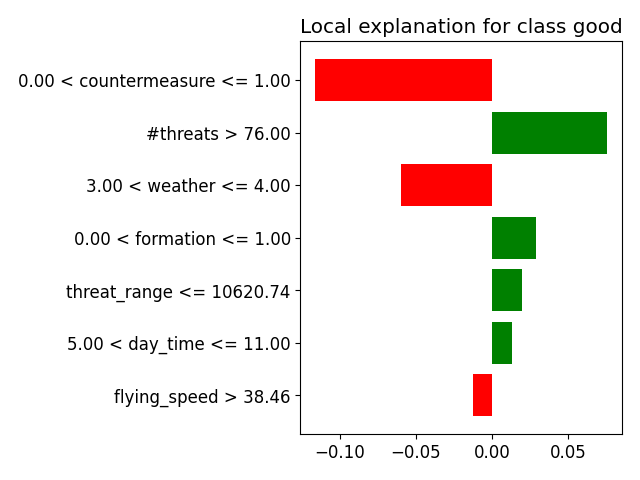 Local explanation for class good
0.00 < countermeasure <= 1.00
#threats > 76.00
3.00 < weather <= 4.00
0.00 < formation <= 1.00
threat_range <= 10620.74
5.00 < day_time <= 11.00
flying_speed > 38.46
−0.10 −0.05 0.00 0.05